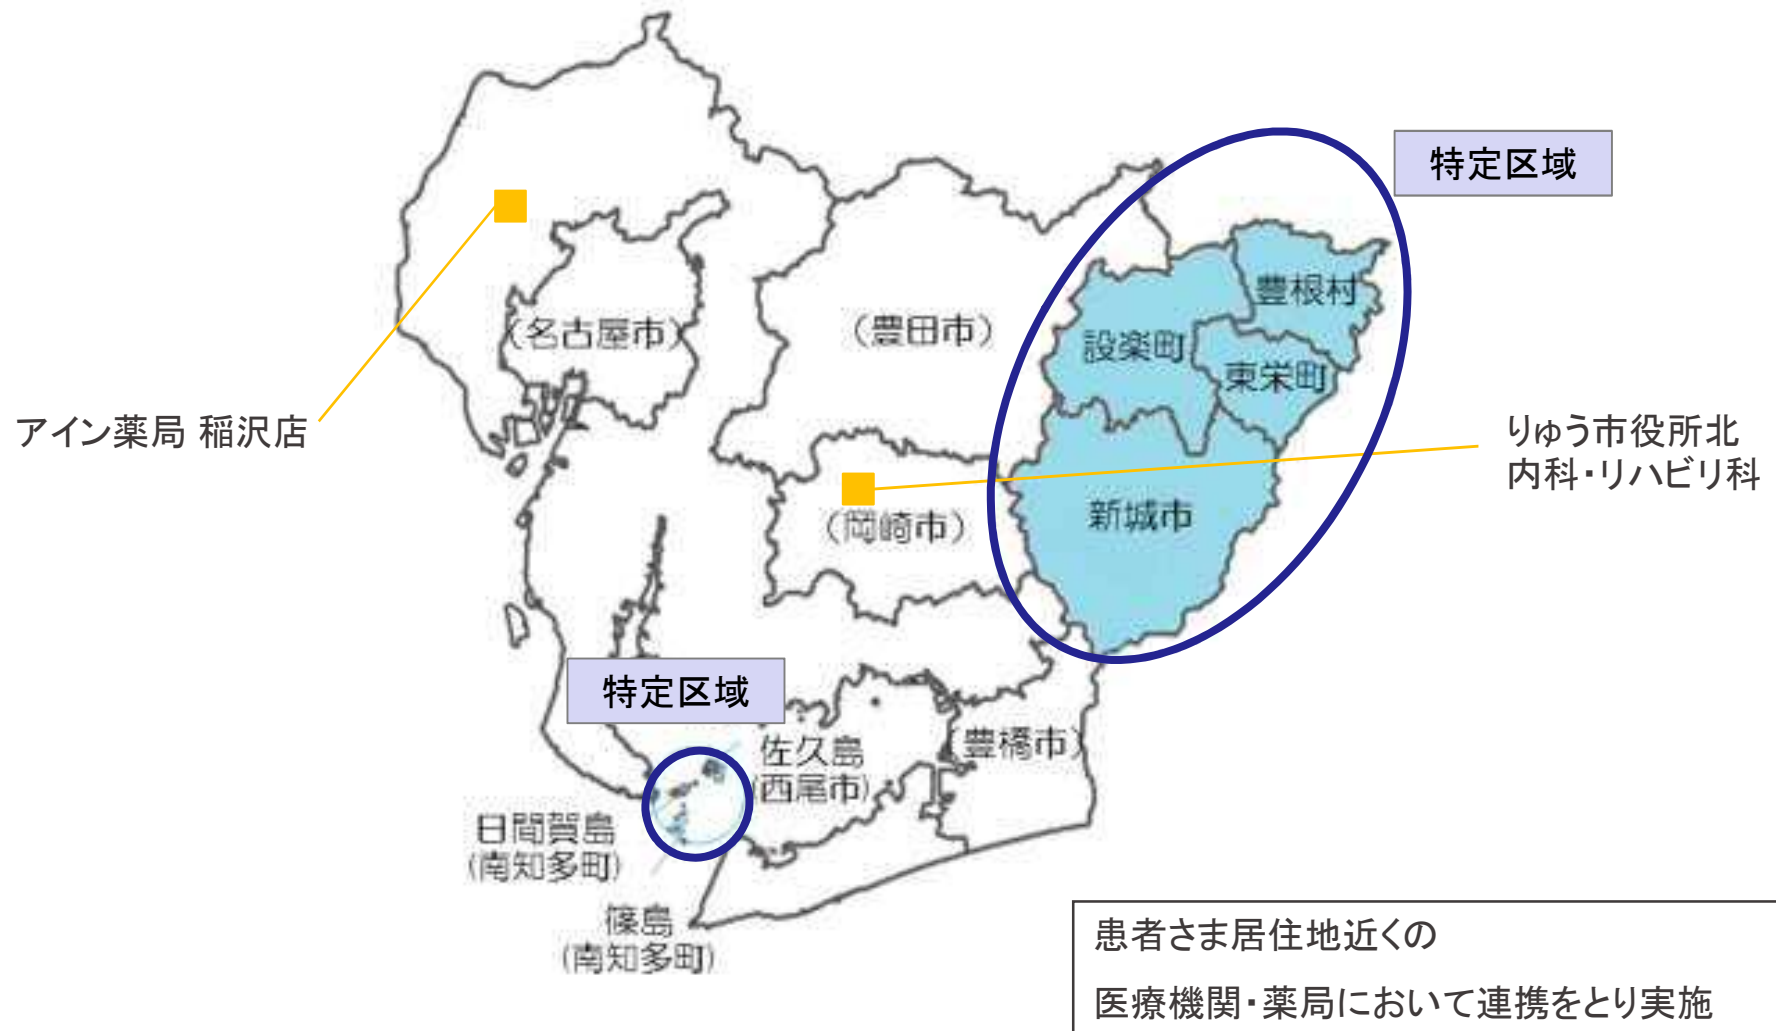 特定区域
豊根村
(名古屋市)
(豊田市)
設楽町
東栄町
アイン薬局 稲沢店
りゅう市役所北
内科・リハビリ科
(岡崎市)
新城市
特定区域
佐久島
(西尾市)
(豊橋市)
日間賀島
(南知多町)
篠島
(南知多町)
患者さま居住地近くの
医療機関・薬局において連携をとり実施